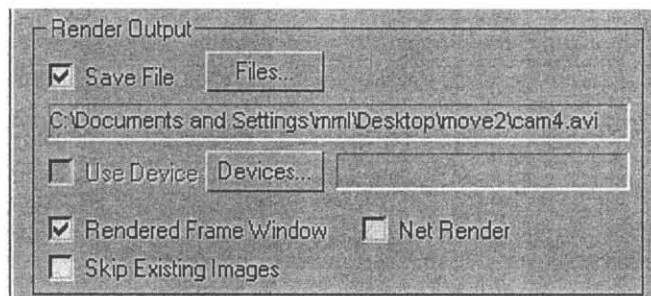 Render Output
Save File Files...
C:\Documents and Settings\mml\Desktop\move2\cam4.avi
Use Device Devices...
Rendered Frame Window Net Render
Skip Existing Images